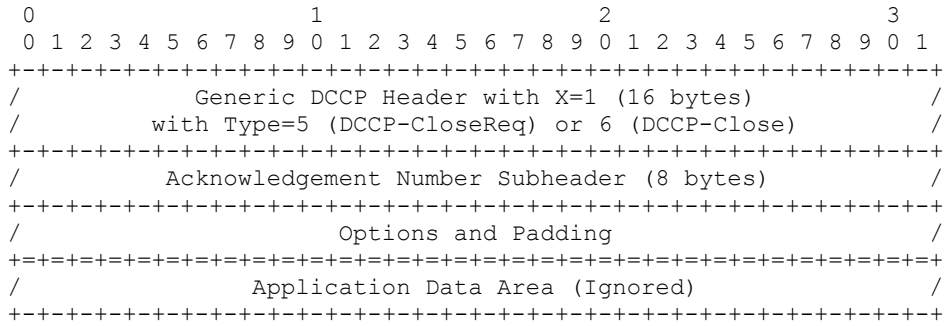 0                   1                   2                   3
 0 1 2 3 4 5 6 7 8 9 0 1 2 3 4 5 6 7 8 9 0 1 2 3 4 5 6 7 8 9 0 1
+-+-+-+-+-+-+-+-+-+-+-+-+-+-+-+-+-+-+-+-+-+-+-+-+-+-+-+-+-+-+-+-+
/            Generic DCCP Header with X=1 (16 bytes)            /
/         with Type=5 (DCCP-CloseReq) or 6 (DCCP-Close)         /
+-+-+-+-+-+-+-+-+-+-+-+-+-+-+-+-+-+-+-+-+-+-+-+-+-+-+-+-+-+-+-+-+
/          Acknowledgement Number Subheader (8 bytes)           /
+-+-+-+-+-+-+-+-+-+-+-+-+-+-+-+-+-+-+-+-+-+-+-+-+-+-+-+-+-+-+-+-+
/                      Options and Padding                      /
+=+=+=+=+=+=+=+=+=+=+=+=+=+=+=+=+=+=+=+=+=+=+=+=+=+=+=+=+=+=+=+=+
/                Application Data Area (Ignored)                /
+-+-+-+-+-+-+-+-+-+-+-+-+-+-+-+-+-+-+-+-+-+-+-+-+-+-+-+-+-+-+-+-+